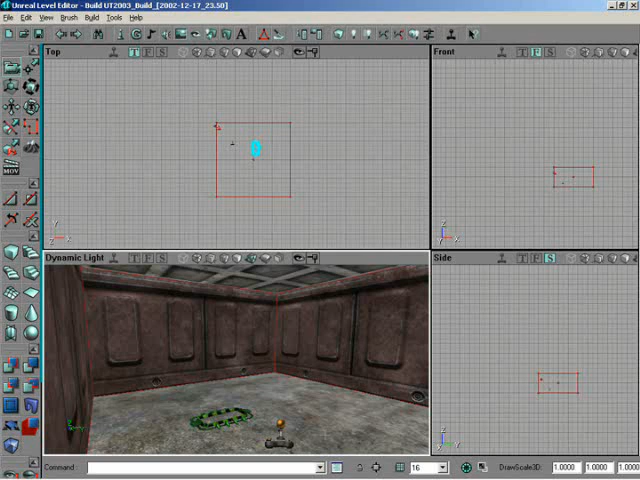 Unreal Level Editor - Build UT2003_Build_[2002-12-17_23.50]
File Edit View Brush Build Tools Help
Top
T F S
Front
T F S
MOV
Y
Z X
Z
Y X
Dynamic Light
T F S
Side
T F S
Z
X Y
Command :
16
DrawScale3D: 1.0000 1.0000 1.0000